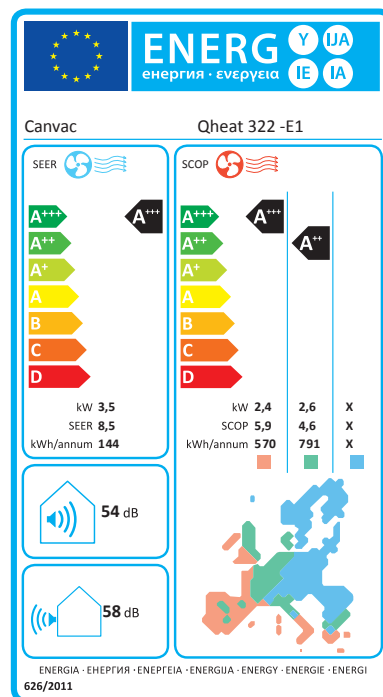 ENERG Y IJA
енергия · ενεργεια IE IA
Canvac Qheat 322 -E1
SEER SCOP
A+++ A+++ A+++ A+++
A++ A++ A++
A+ A+
A A
B B
C C
D D
kW 3,5 kW 2,4 2,6 X
SEER 8,5 SCOP 5,9 4,6 X
kWh/annum 144 kWh/annum 570 791 X
54 dB
58 dB
ENERGIA · ЕНЕРГИЯ · ΕΝΕΡΓΕΙΑ · ENERGIJA · ENERGY · ENERGIE · ENERGI
626/2011